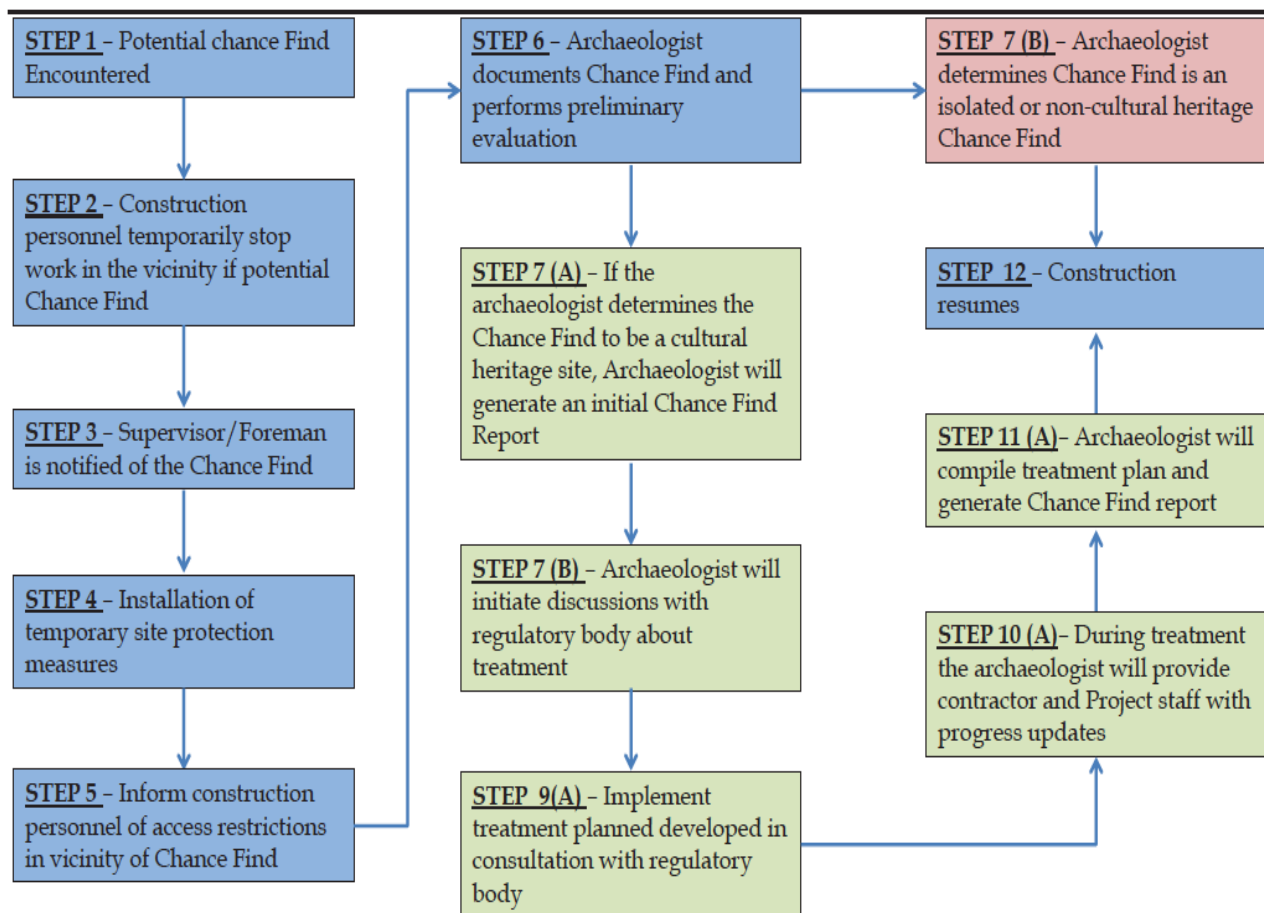 STEP 1 – Potential chance Find
Encountered
STEP 2 – Construction
personnel temporarily stop
work in the vicinity if potential
Chance Find
STEP 3 – Supervisor/Foreman
is notified of the Chance Find
STEP 4 – Installation of
temporary site protection
measures
STEP 5 – Inform construction
personnel of access restrictions
in vicinity of Chance Find
STEP 6 – Archaeologist
documents Chance Find and
performs preliminary
evaluation
STEP 7 (A) – If the
archaeologist determines the
Chance Find to be a cultural
heritage site, Archaeologist will
generate an initial Chance Find
Report
STEP 7 (B) – Archaeologist will
initiate discussions with
regulatory body about
treatment
STEP 9(A) – Implement
treatment planned developed in
consultation with regulatory
body
STEP 7 (B) – Archaeologist
determines Chance Find is an
isolated or non-cultural heritage
Chance Find
STEP 12 – Construction
resumes
STEP 11 (A)– Archaeologist will
compile treatment plan and
generate Chance Find report
STEP 10 (A)– During treatment
the archaeologist will provide
contractor and Project staff with
progress updates